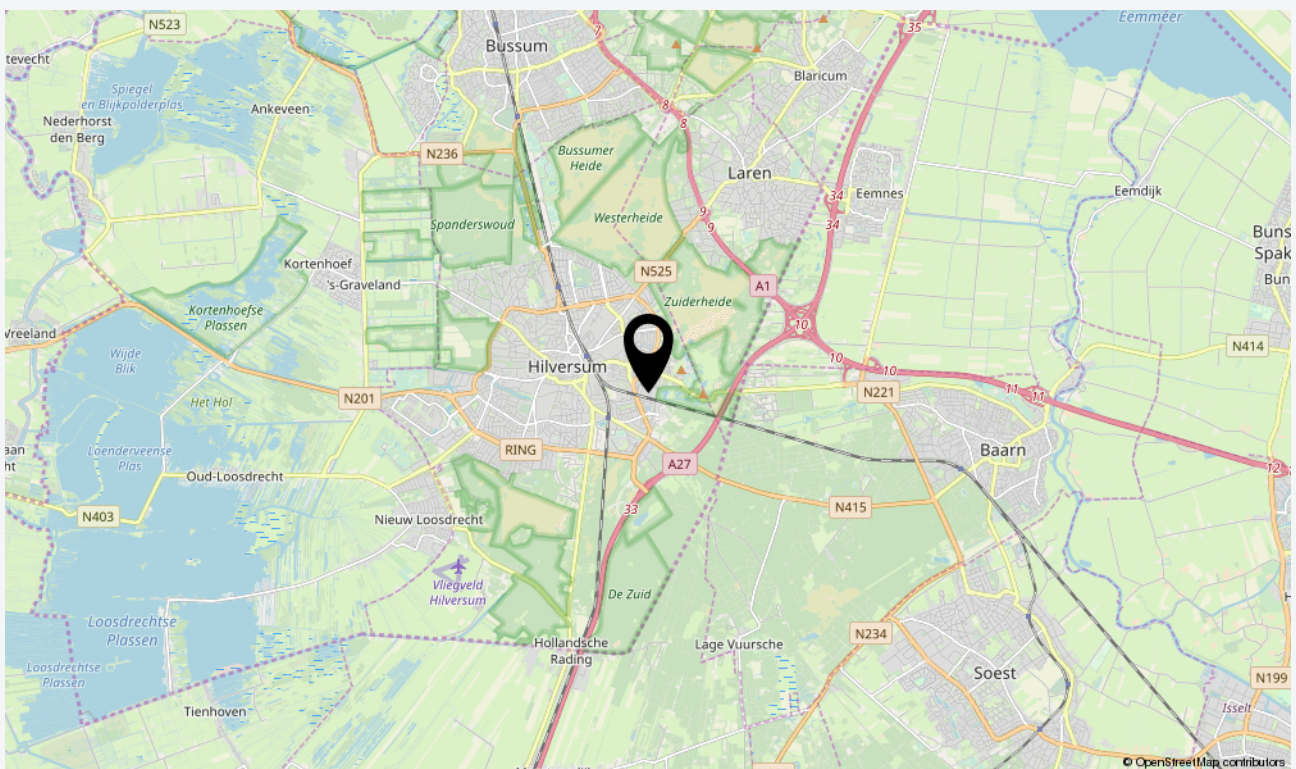 Eemmeer
N523
35
7
Bussum
tevecht
Blaricum
Spiegel
en Blijkpolderplas
Ankeveen
8
8
Nederhorst
den Berg
N236
Bussumer
Heide
Laren
34
Eemnes
Eemdijk
9
Westerheide
Spanderswoud
9
34
Buns
Spak
Kortenhoef
N525
Bun
's-Graveland
A1
Zuiderheide
Kortenhoefse
Plassen
10
Vreeland
N414
Wijde
Blik
10
Hilversum
10
11
N201
Het Hol
N221
11
RING
Baarn
aan
ht
Loenderveense
Plas
A27
12
Oud-Loosdrecht
N403
33
N415
Nieuw Loosdrecht
Vliegveld
Hilversum
De Zuid
Loosdrechtse
Plassen
N234
Hollandsche
Rading
Lage Vuursche
Soest
Loosdrechtse
Plassen
N199
Tienhoven
Isselt
© OpenStreetMap contributors